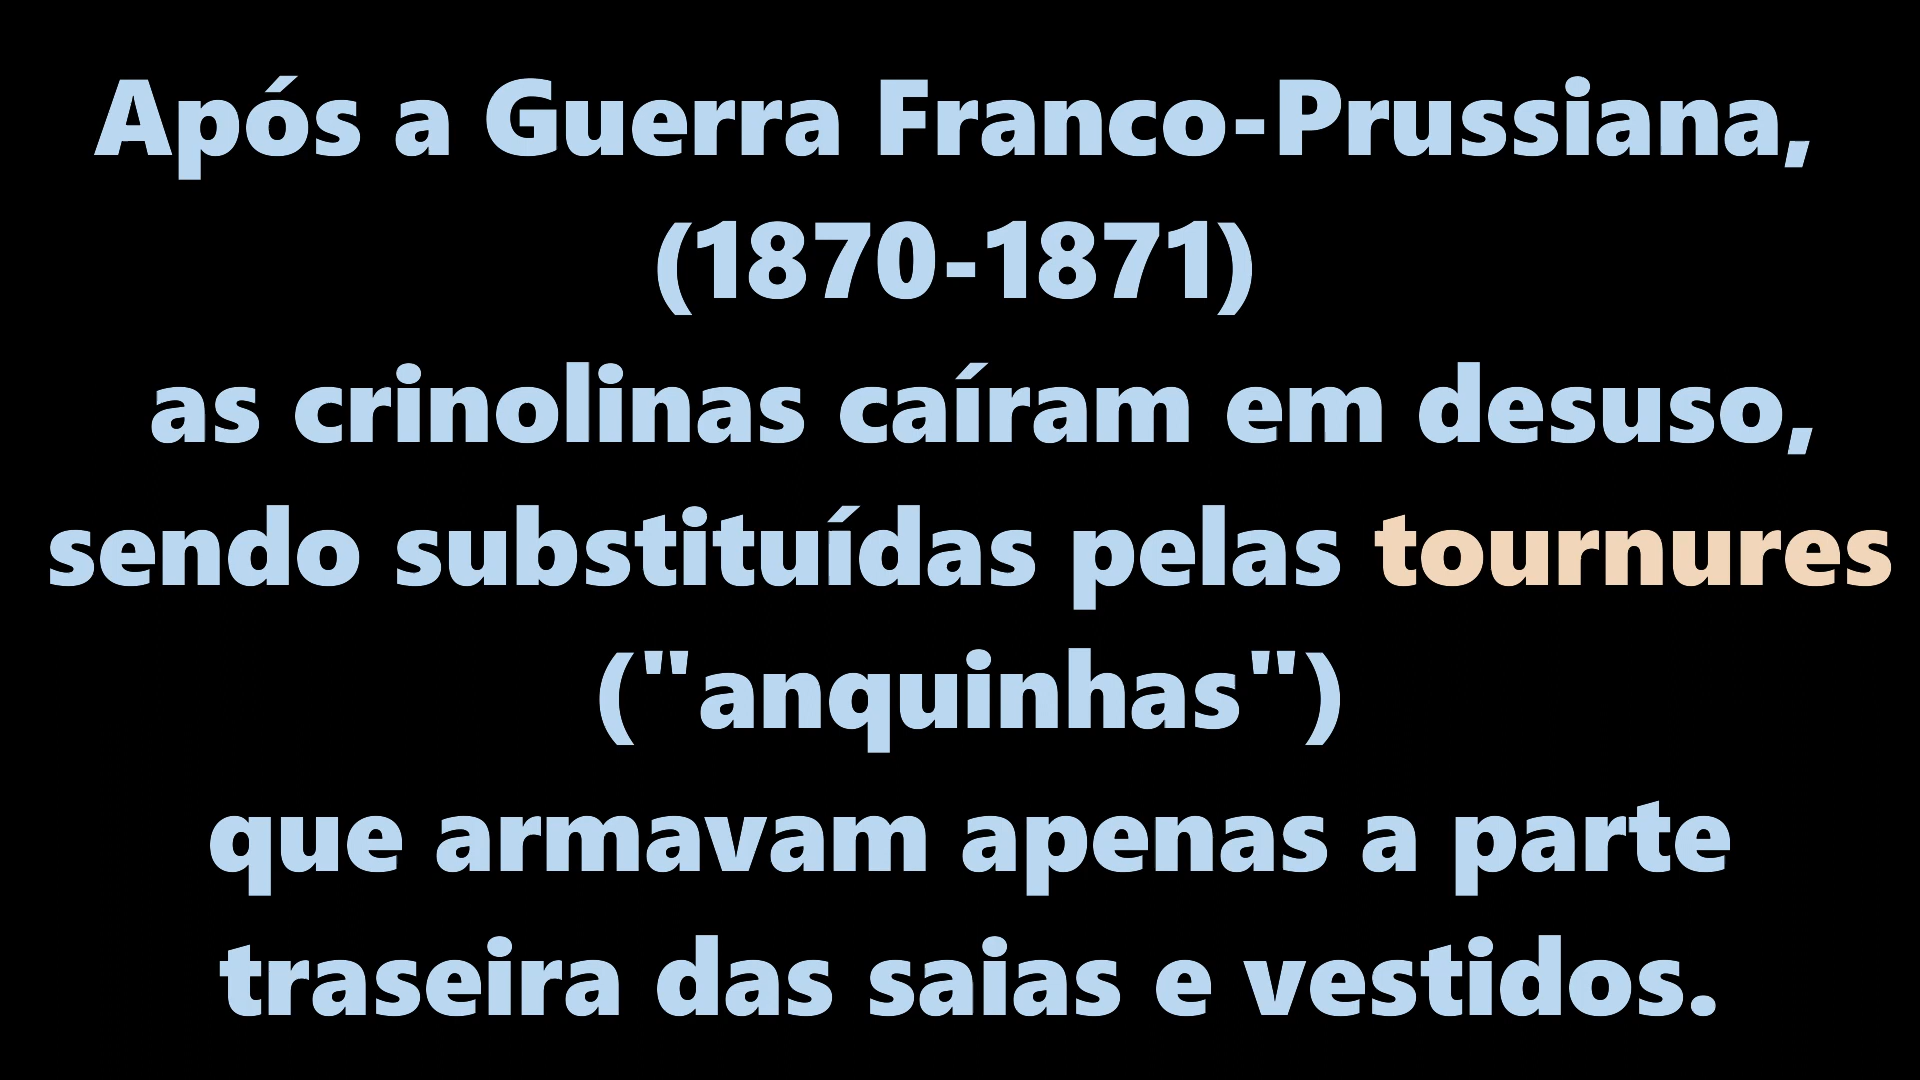 Após a Guerra Franco-Prussiana,
(1870-1871)
as crinolinas caíram em desuso,
sendo substituídas pelas tournures
("anquinhas")
que armavam apenas a parte
traseira das saias e vestidos.